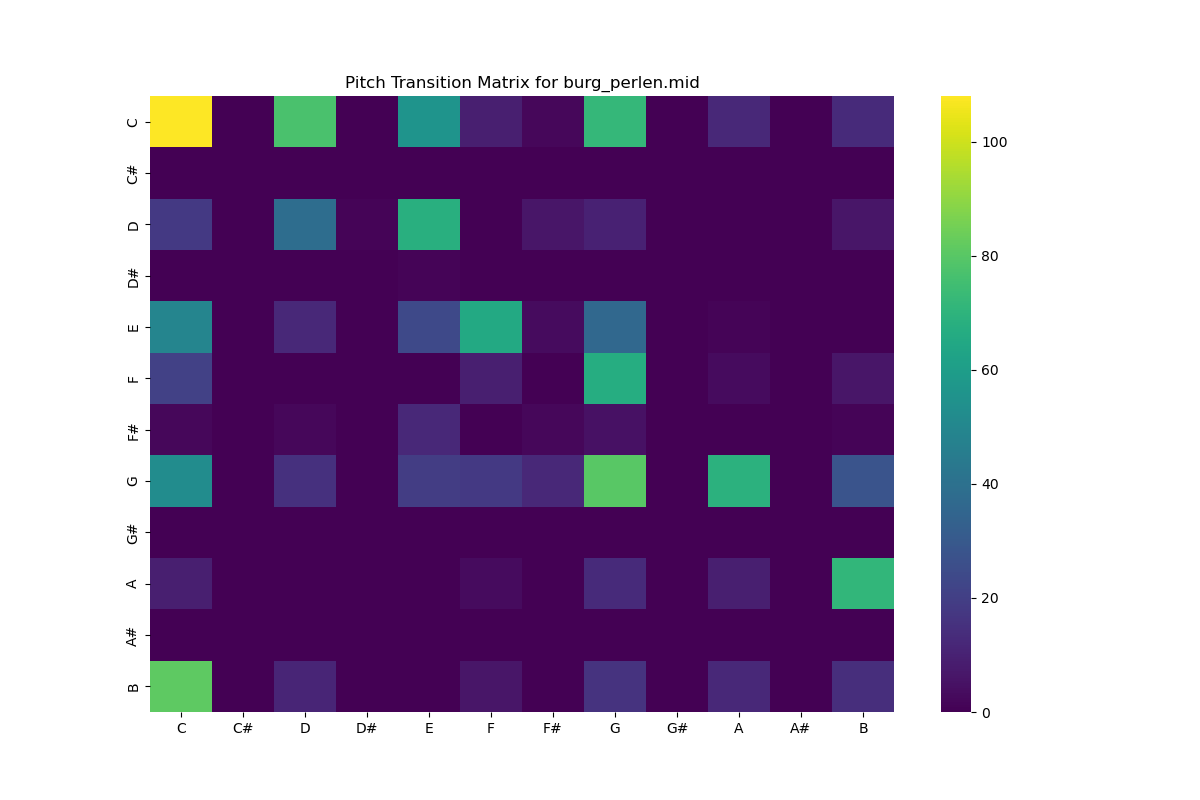 Pitch Transition Matrix for burg_perlen.mid
C
C#
D
D#
E
F
F#
G
G#
A
A#
B
C C# D D# E F F# G G# A A# B
100
80
60
40
20
0